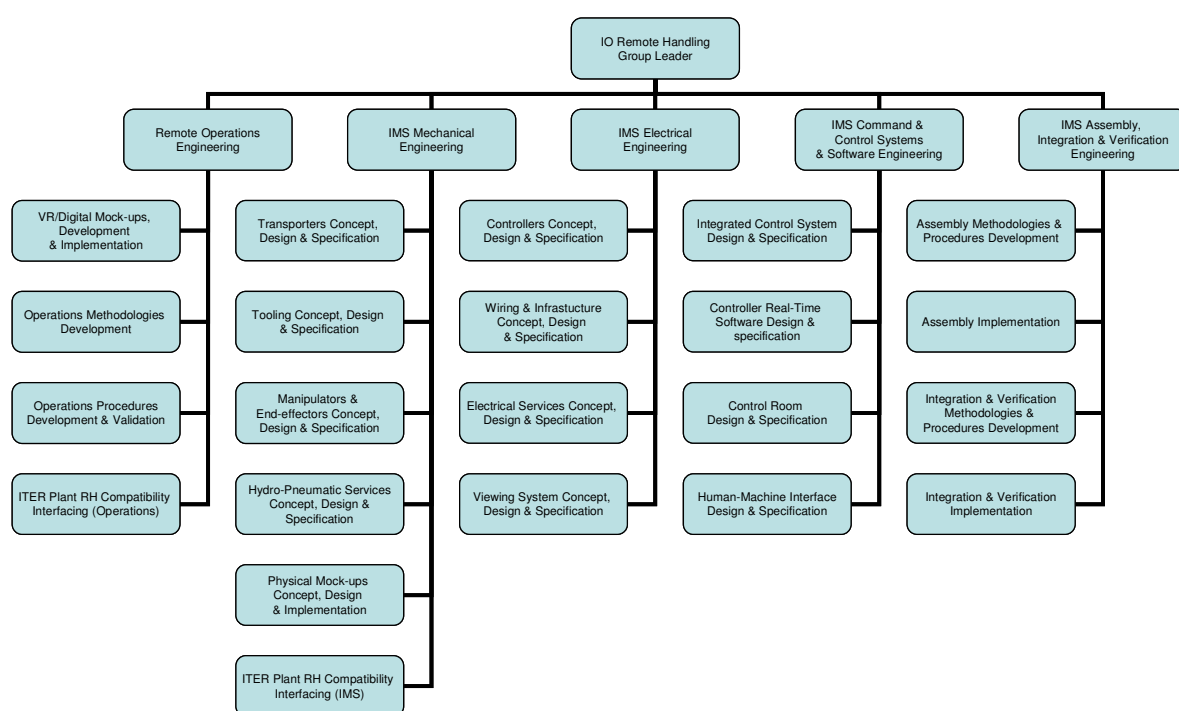 IO Remote Handling
Group Leader
Remote Operations
Engineering
IMS Mechanical
Engineering
IMS Electrical
Engineering
IMS Command &
Control Systems
& Software Engineering
IMS Assembly,
Integration & Verification
Engineering
VR/Digital Mock-ups,
Development
& Implementation
Operations Methodologies
Development
Operations Procedures
Development & Validation
ITER Plant RH Compatibility
Interfacing (Operations)
Transporters Concept,
Design & Specification
Tooling Concept, Design
& Specification
Manipulators &
End-effectors Concept,
Design & Specification
Hydro-Pneumatic Services
Concept, Design &
Specification
Physical Mock-ups
Concept, Design
& Implementation
ITER Plant RH Compatibility
Interfacing (IMS)
Controllers Concept,
Design & Specification
Wiring & Infrastucture
Concept, Design
& Specification
Electrical Services Concept,
Design & Specification
Viewing System Concept,
Design & Specification
Integrated Control System
Design & Specification
Controller Real-Time
Software Design &
specification
Control Room
Design & Specification
Human-Machine Interface
Design & Specification
Assembly Methodologies &
Procedures Development
Assembly Implementation
Integration & Verification
Methodologies &
Procedures Development
Integration & Verification
Implementation